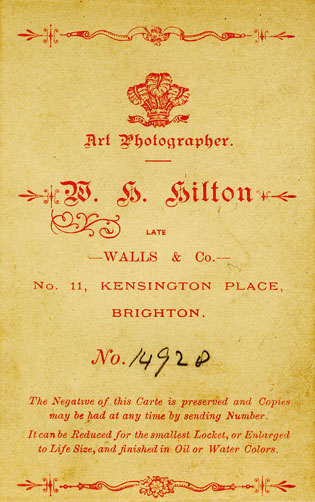 Art Photographer.
W. H. Hilton
LATE
—WALLS & Co.—
No. 11, KENSINGTON PLACE,
BRIGHTON.
No. 14928
The Negative of this Carte is preserved and Copies
may be had at any time by sending Number.
It can be Reduced for the smallest Locket, or Enlarged
to Life Size, and finished in Oil or Water Colors.